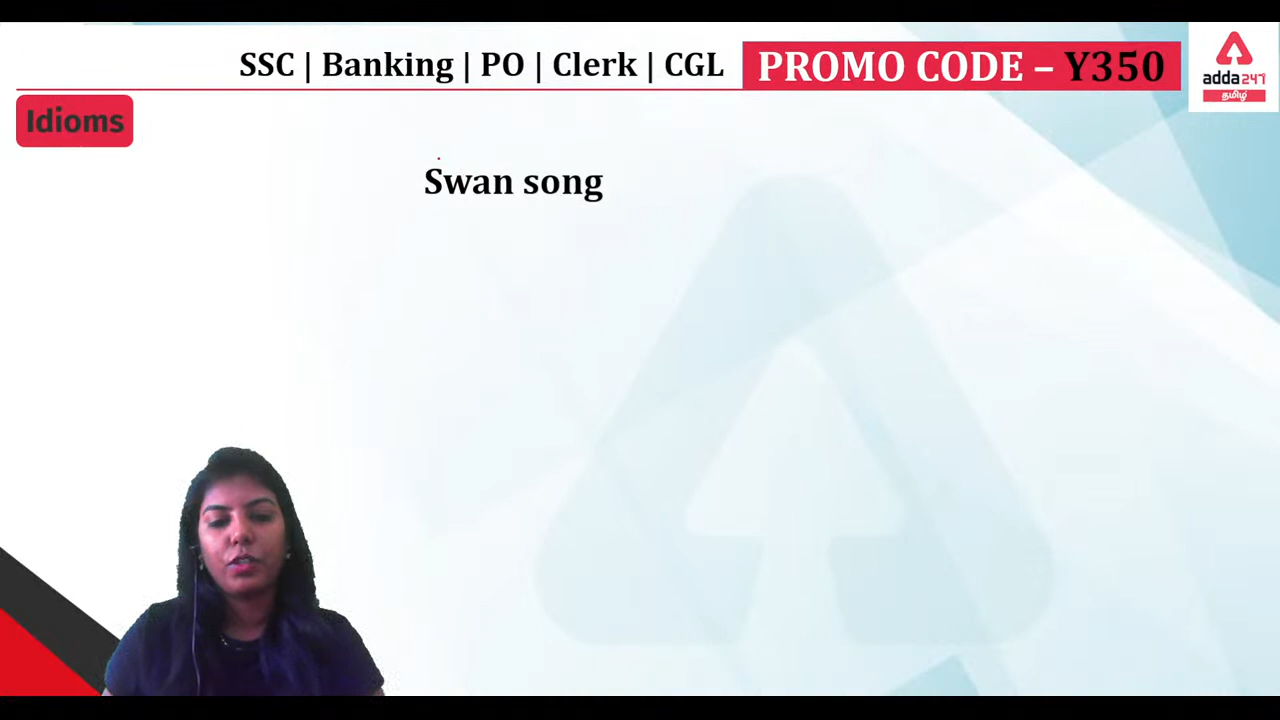 SSC | Banking | PO | Clerk | CGL
PROMO CODE – Y350
adda247
தமிழ்
Idioms
Swan song